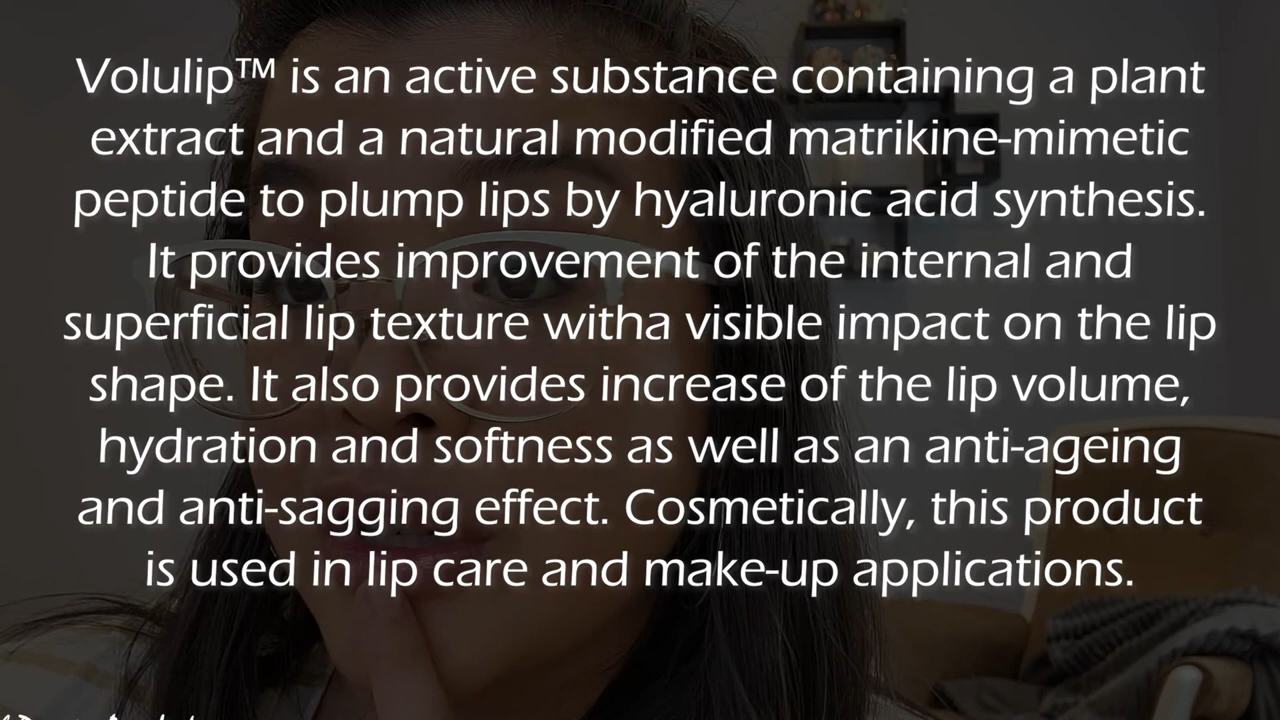 Volulip™ is an active substance containing a plant
extract and a natural modified matrikine-mimetic
peptide to plump lips by hyaluronic acid synthesis.
It provides improvement of the internal and
superficial lip texture witha visible impact on the lip
shape. It also provides increase of the lip volume,
hydration and softness as well as an anti-ageing
and anti-sagging effect. Cosmetically, this product
is used in lip care and make-up applications.